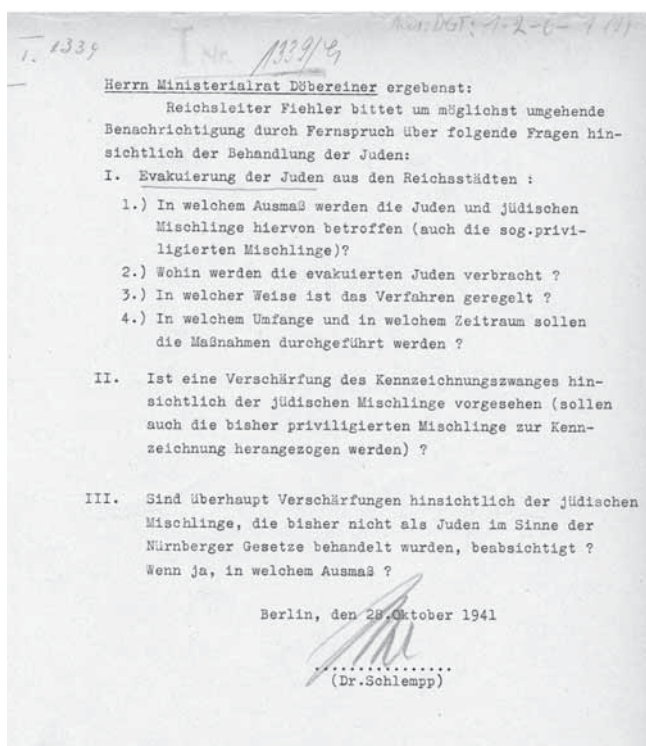 I. 1339 I Nr. 1339/41
Herrn Ministerialrat Döbereiner ergebenst:
Reichsleiter Fiehler bittet um möglichst umgehende
Benachrichtigung durch Fernspruch über folgende Fragen hin-
sichtlich der Behandlung der Juden:
I. Evakuierung der Juden aus den Reichsstädten :
1.) In welchem Ausmaß werden die Juden und jüdischen
Mischlinge hiervon betroffen (auch die sog.privi-
ligierten Mischlinge)?
2.) Wohin werden die evakuierten Juden verbracht ?
3.) In welcher Weise ist das Verfahren geregelt ?
4.) In welchem Umfange und in welchem Zeitraum sollen
die Maßnahmen durchgeführt werden ?
II. Ist eine Verschärfung des Kennzeichnungszwanges hin-
sichtlich der jüdischen Mischlinge vorgesehen (sollen
auch die bisher priviligierten Mischlinge zur Kenn-
zeichnung herangezogen werden) ?
III. Sind überhaupt Verschärfungen hinsichtlich der jüdischen
Mischlinge, die bisher nicht als Juden im Sinne der
Nürnberger Gesetze behandelt wurden, beabsichtigt ?
Wenn ja, in welchem Ausmaß ?
Berlin, den 28.Oktober 1941
................
(Dr.Schlempp)